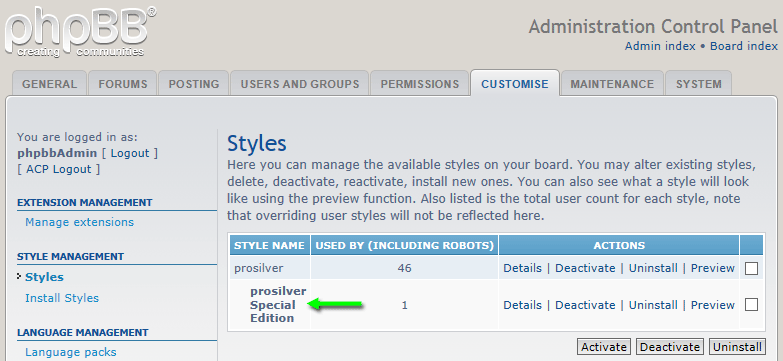 phpBB®
creating communities
Administration Control Panel
Admin index • Board index
GENERAL FORUMS POSTING USERS AND GROUPS PERMISSIONS CUSTOMISE MAINTENANCE SYSTEM
You are logged in as:
phpbbAdmin [ Logout ]
[ ACP Logout ]
EXTENSION MANAGEMENT
Manage extensions
STYLE MANAGEMENT
Styles
Install Styles
LANGUAGE MANAGEMENT
Language packs
Styles
Here you can manage the available styles on your board. You may alter existing styles,
delete, deactivate, reactivate, install new ones. You can also see what a style will look
like using the preview function. Also listed is the total user count for each style, note
that overriding user styles will not be reflected here.
STYLE NAME USED BY (INCLUDING ROBOTS) ACTIONS
prosilver 46 Details | Deactivate | Uninstall | Preview
prosilver
Special 1 Details | Deactivate | Uninstall | Preview
Edition
Activate Deactivate Uninstall